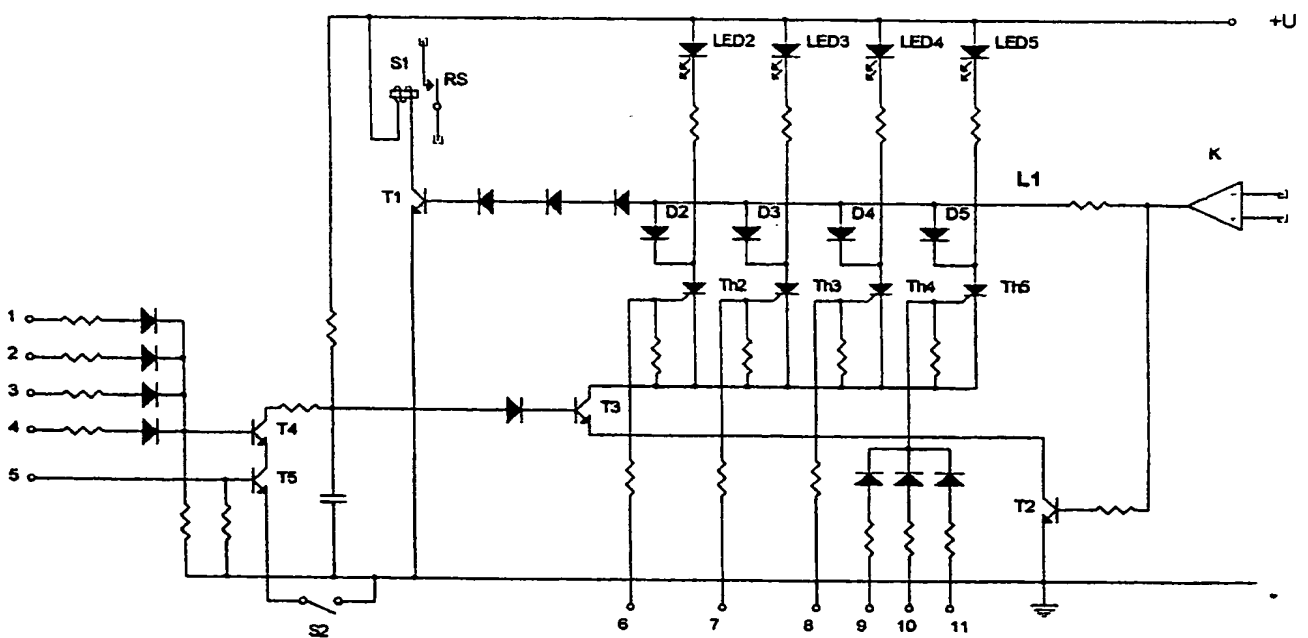 +U
LED2 LED3 LED4 LED5
S1 RS
K
T1 L1
D2 D3 D4 D5
Th2 Th3 Th4 Th5
1
2
3
4
5
T4 T3
T5
T2
S2
6 7 8 9 10 11
-